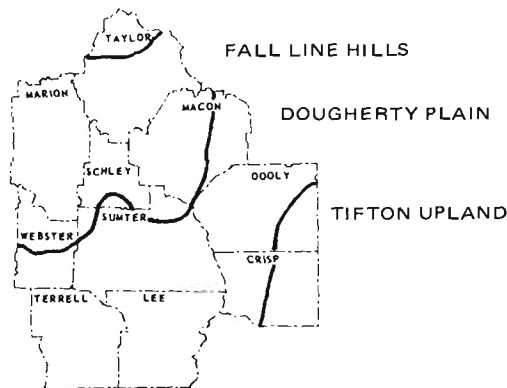 TAYLOR
FALL LINE HILLS
MARION
MACON
DOUGHERTY PLAIN
SCHLEY
DOOLY
SUMTER
TIFTON UPLAND
WEBSTER
CRISP
TERRELL
LEE